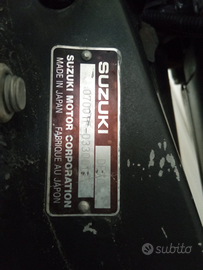 SUZUKI
SUZUKI MOTOR CORPORATION
MADE IN JAPAN
FABRIQUE AU JAPON
subito